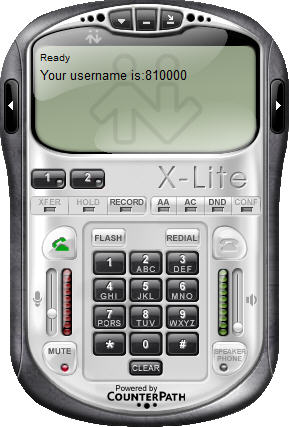 Ready
Your username is:810000
X-Lite
1 2
XFER HOLD RECORD AA AC DND CONF
FLASH REDIAL
1 2 ABC 3 DEF
4 GHI 5 JKL 6 MNO
7 PQRS 8 TUV 9 WXYZ
* 0 #
MUTE CLEAR SPEAKER PHONE
Powered by
COUNTERPATH